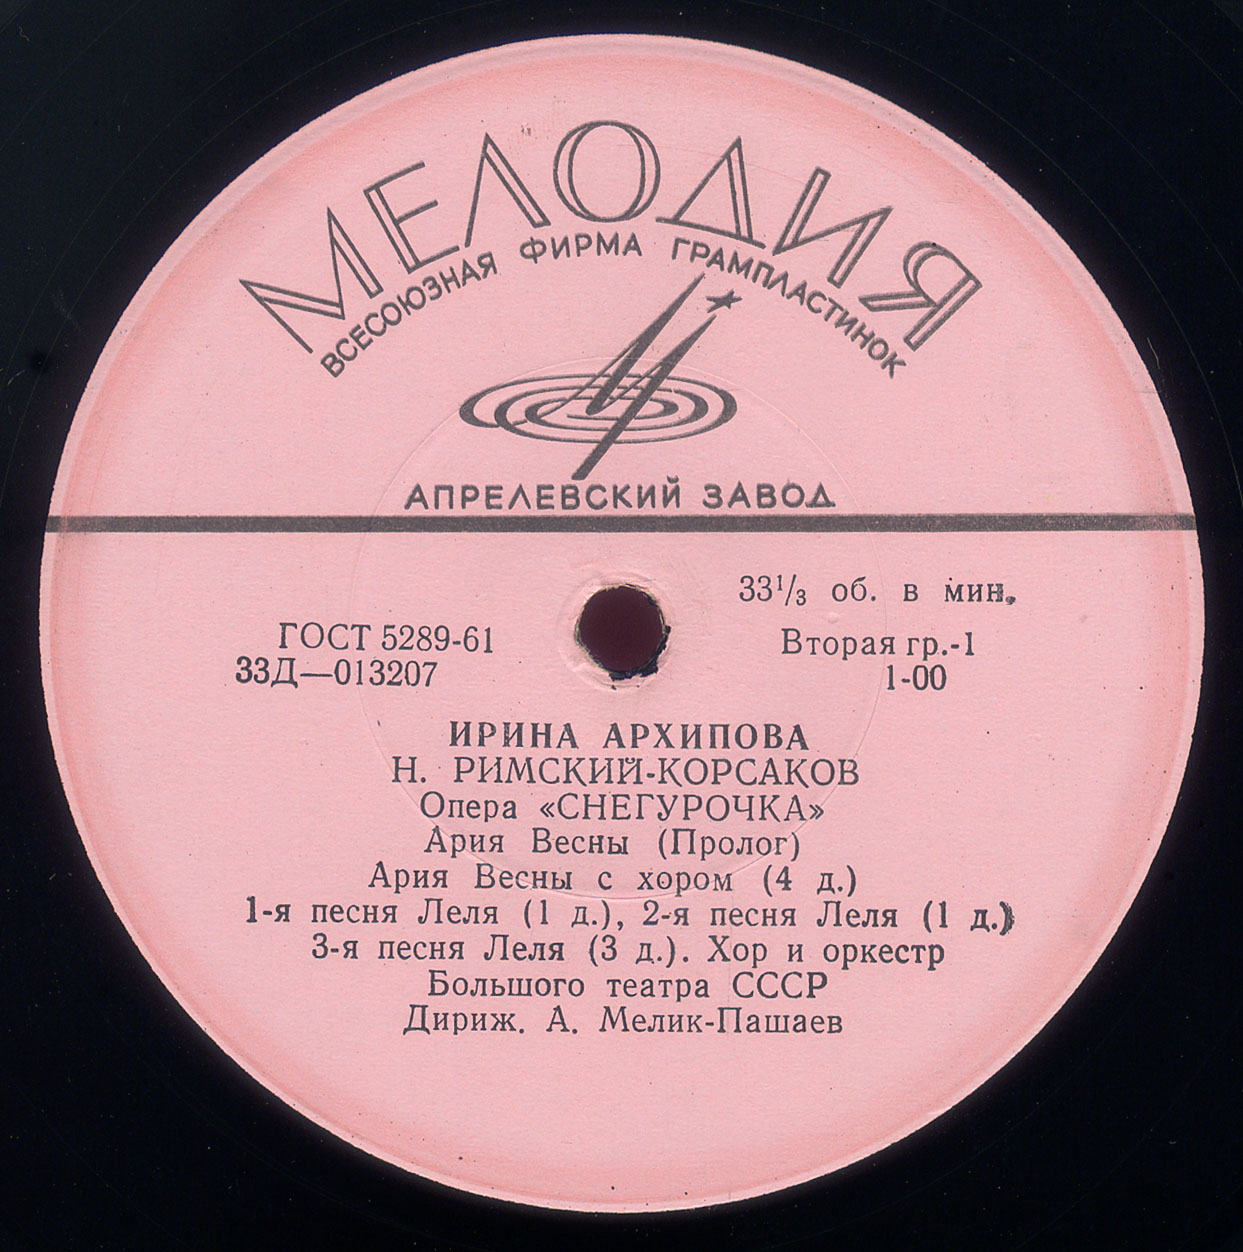 МЕЛОДИЯ
ВСЕСОЮЗНАЯ ФИРМА ГРАМПЛАСТИНОК
АПРЕЛЕВСКИЙ ЗАВОД
33¹/₃ об. в мин.
ГОСТ 5289-61
Вторая гр.-1
33Д—013207
1-00
ИРИНА АРХИПОВА
Н. РИМСКИЙ-КОРСАКОВ
Опера «СНЕГУРОЧКА»
Ария Весны (Пролог)
Ария Весны с хором (4 д.)
1-я песня Леля (1 д.), 2-я песня Леля (1 д.)
3-я песня Леля (3 д.). Хор и оркестр
Большого театра СССР
Дириж. А. Мелик-Пашаев